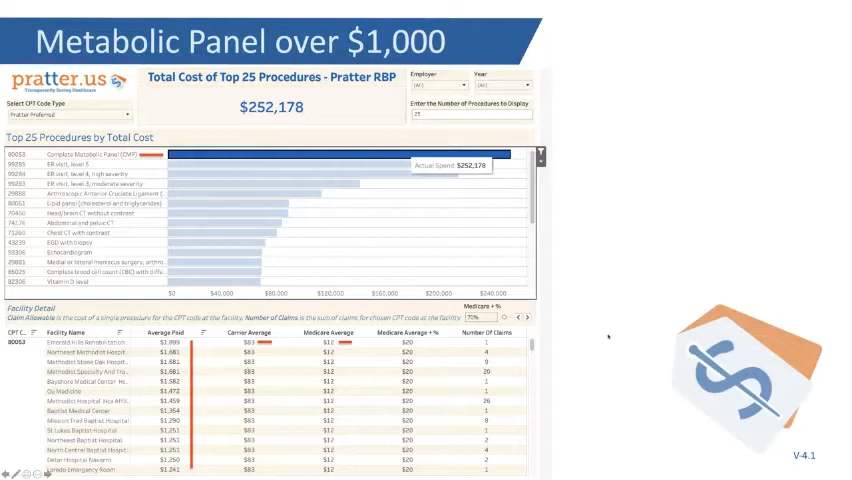 Metabolic Panel over $1,000
pratter.us
Transparently Saving Healthcare
Total Cost of Top 25 Procedures - Pratter RBP
$252,178
Employer
(All)
Year
(All)
Select CPT Code Type
Pratter Preferred
Enter the Number of Procedures to Display
25
Top 25 Procedures by Total Cost
80053 Complete Metabolic Panel (CMP)
99285 ER visit, level 5
99284 ER visit, level 4, high severity
99283 ER visit, level 3, moderate severity
29888 Arthroscopic Anterior Cruciate Ligament (..
80061 Lipid panel (cholesterol and triglycerides)
70450 Head/brain CT without contrast
74176 Abdominal and pelvic CT
71260 Chest CT with contrast
43239 EGD with biopsy
93306 Echocardiogram
29881 Medial or lateral meniscus surgery, arthro..
85025 Complete blood cell count (CBC) with diffe..
82306 Vitamin D level
Actual Spend: $252,178
$0 $40,000 $80,000 $120,000 $160,000 $200,000 $240,000
Facility Detail
Claim Allowable is the cost of a single procedure for the CPT code at the facility. Number of Claims is the sum of claims for chosen CPT code at the facility
Medicare + %
70%
CPT C.. Facility Name Average Paid Carrier Average Medicare Average Medicare Average + % Number Of Claims
80053 Emerald Hills Rehabilitation.. $1,899 $83 $12 $20 1
Northeast Methodist Hospit.. $1,681 $83 $12 $20 4
Methodist Stone Oak Hospit.. $1,681 $83 $12 $20 9
Methodist Specialty And Tra.. $1,681 $83 $12 $20 20
Bayshore Medical Center Hc.. $1,582 $83 $12 $20 1
Ou Medicine $1,472 $83 $12 $20 1
Methodist Hospital Hca Affil.. $1,459 $83 $12 $20 26
Baptist Medical Center $1,354 $83 $12 $20 1
Mission Trail Baptist Hospital $1,290 $83 $12 $20 8
St Lukes Baptist Hospital $1,251 $83 $12 $20 1
Northeast Baptist Hospital $1,251 $83 $12 $20 2
North Central Baptist Hospit.. $1,251 $83 $12 $20 4
Detar Hospital Navarro $1,250 $83 $12 $20 2
Laredo Emergency Room $1,241 $83 $12 $20 1
V-4.1